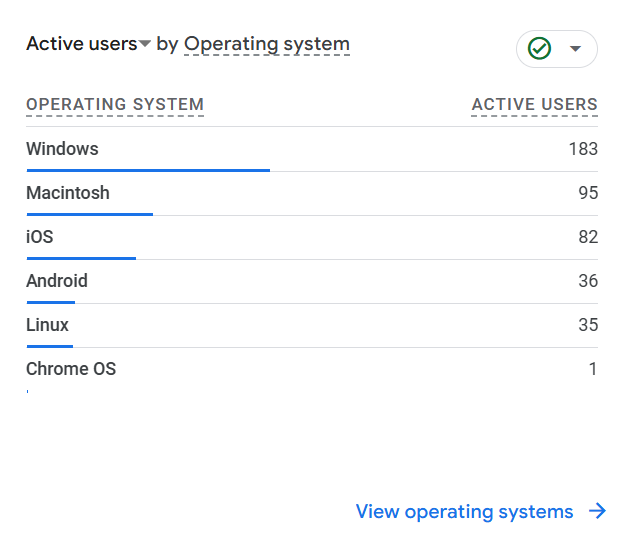 Active users by Operating system
OPERATING SYSTEM ACTIVE USERS
Windows 183
Macintosh 95
iOS 82
Android 36
Linux 35
Chrome OS 1
View operating systems